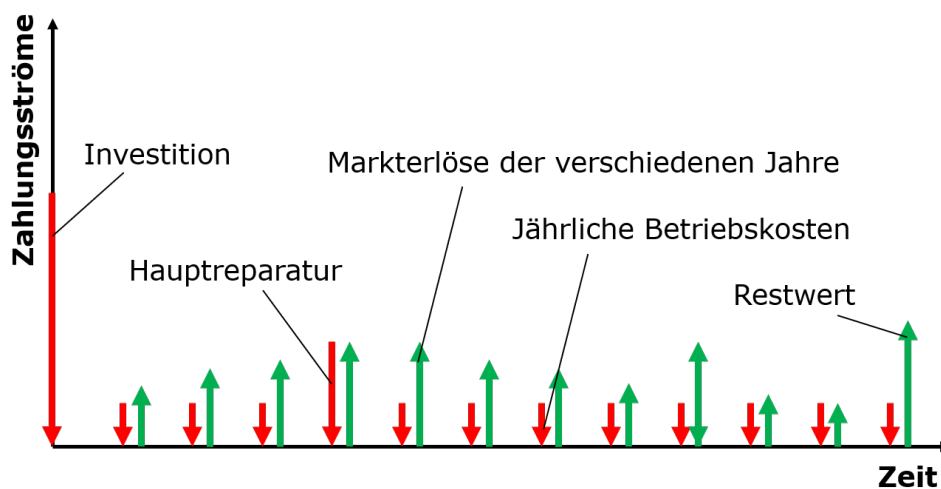 Zahlungsströme
Investition
Markterlöse der verschiedenen Jahre
Jährliche Betriebskosten
Hauptreparatur
Restwert
Zeit